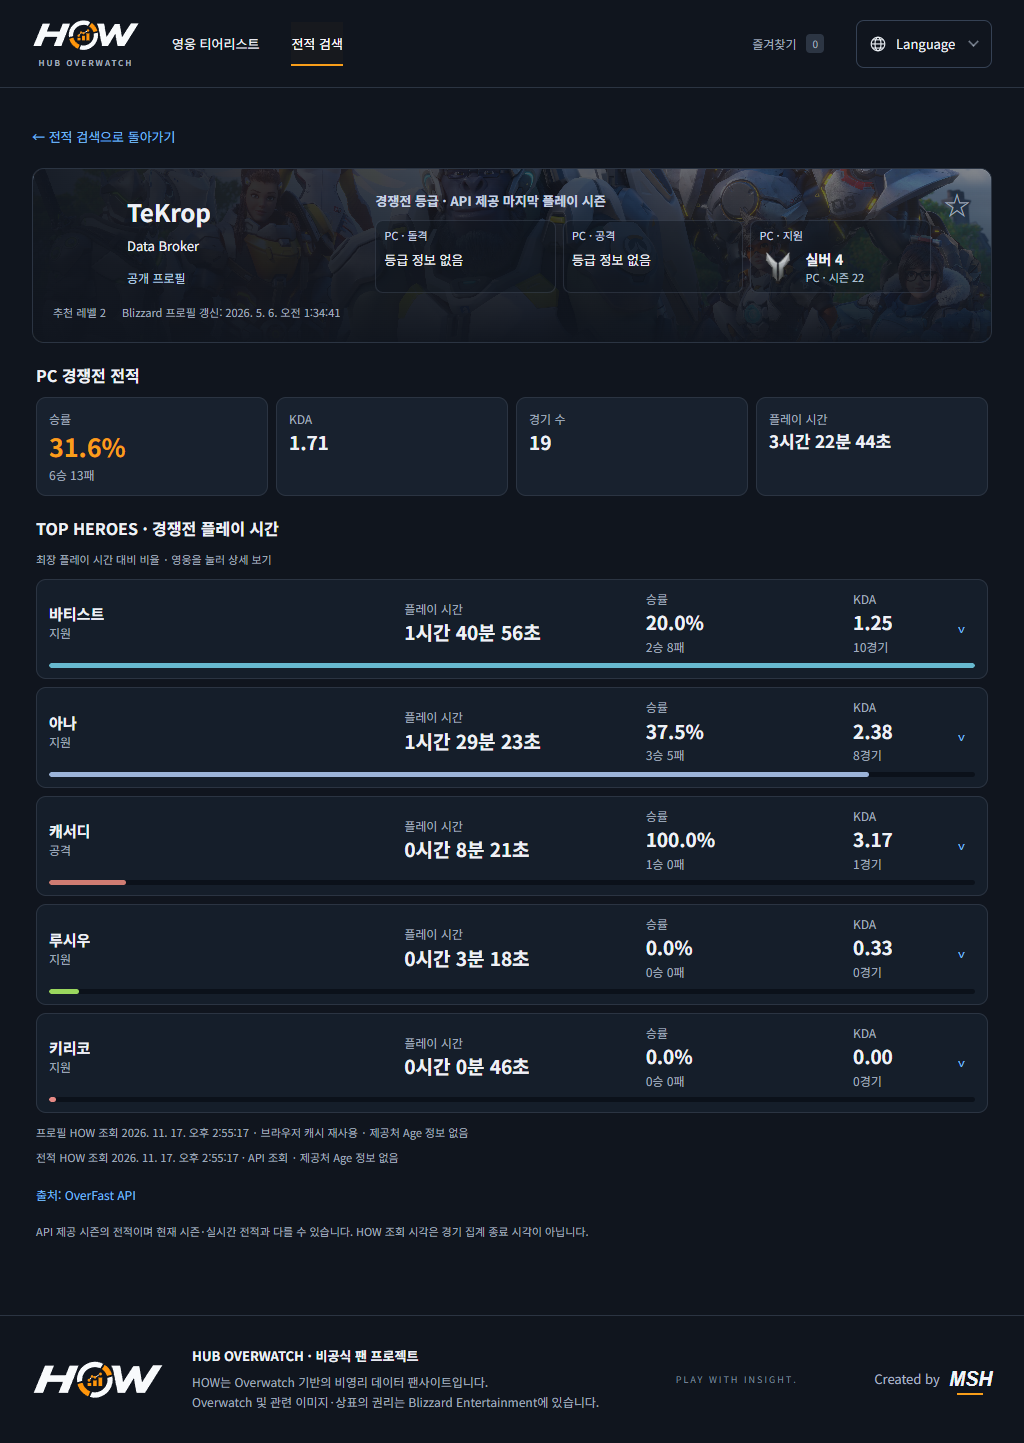 HOW
HUB OVERWATCH
영웅 티어리스트
전적 검색
즐겨찾기 0
Language
← 전적 검색으로 돌아가기
TeKrop
Data Broker
공개 프로필
추천 레벨 2 Blizzard 프로필 갱신: 2026. 5. 6. 오전 1:34:41
경쟁전 등급 · API 제공 마지막 플레이 시즌
PC · 돌격
등급 정보 없음
PC · 공격
등급 정보 없음
PC · 지원
실버 4
PC · 시즌 22
PC 경쟁전 전적
승률
31.6%
6승 13패
KDA
1.71
경기 수
19
플레이 시간
3시간 22분 44초
TOP HEROES · 경쟁전 플레이 시간
최장 플레이 시간 대비 비율 · 영웅을 눌러 상세 보기
바티스트
지원
플레이 시간
1시간 40분 56초
승률
20.0%
2승 8패
KDA
1.25
10경기
v
아나
지원
플레이 시간
1시간 29분 23초
승률
37.5%
3승 5패
KDA
2.38
8경기
v
캐서디
공격
플레이 시간
0시간 8분 21초
승률
100.0%
1승 0패
KDA
3.17
1경기
v
루시우
지원
플레이 시간
0시간 3분 18초
승률
0.0%
0승 0패
KDA
0.33
0경기
v
키리코
지원
플레이 시간
0시간 0분 46초
승률
0.0%
0승 0패
KDA
0.00
0경기
v
프로필 HOW 조회 2026. 11. 17. 오후 2:55:17 · 브라우저 캐시 재사용 · 제공처 Age 정보 없음
전적 HOW 조회 2026. 11. 17. 오후 2:55:17 · API 조회 · 제공처 Age 정보 없음
출처: OverFast API
API 제공 시즌의 전적이며 현재 시즌·실시간 전적과 다를 수 있습니다. HOW 조회 시각은 경기 집계 종료 시각이 아닙니다.
HOW
HUB OVERWATCH · 비공식 팬 프로젝트
HOW는 Overwatch 기반의 비영리 데이터 팬사이트입니다.
Overwatch 및 관련 이미지·상표의 권리는 Blizzard Entertainment에 있습니다.
PLAY WITH INSIGHT.
Created by MSH